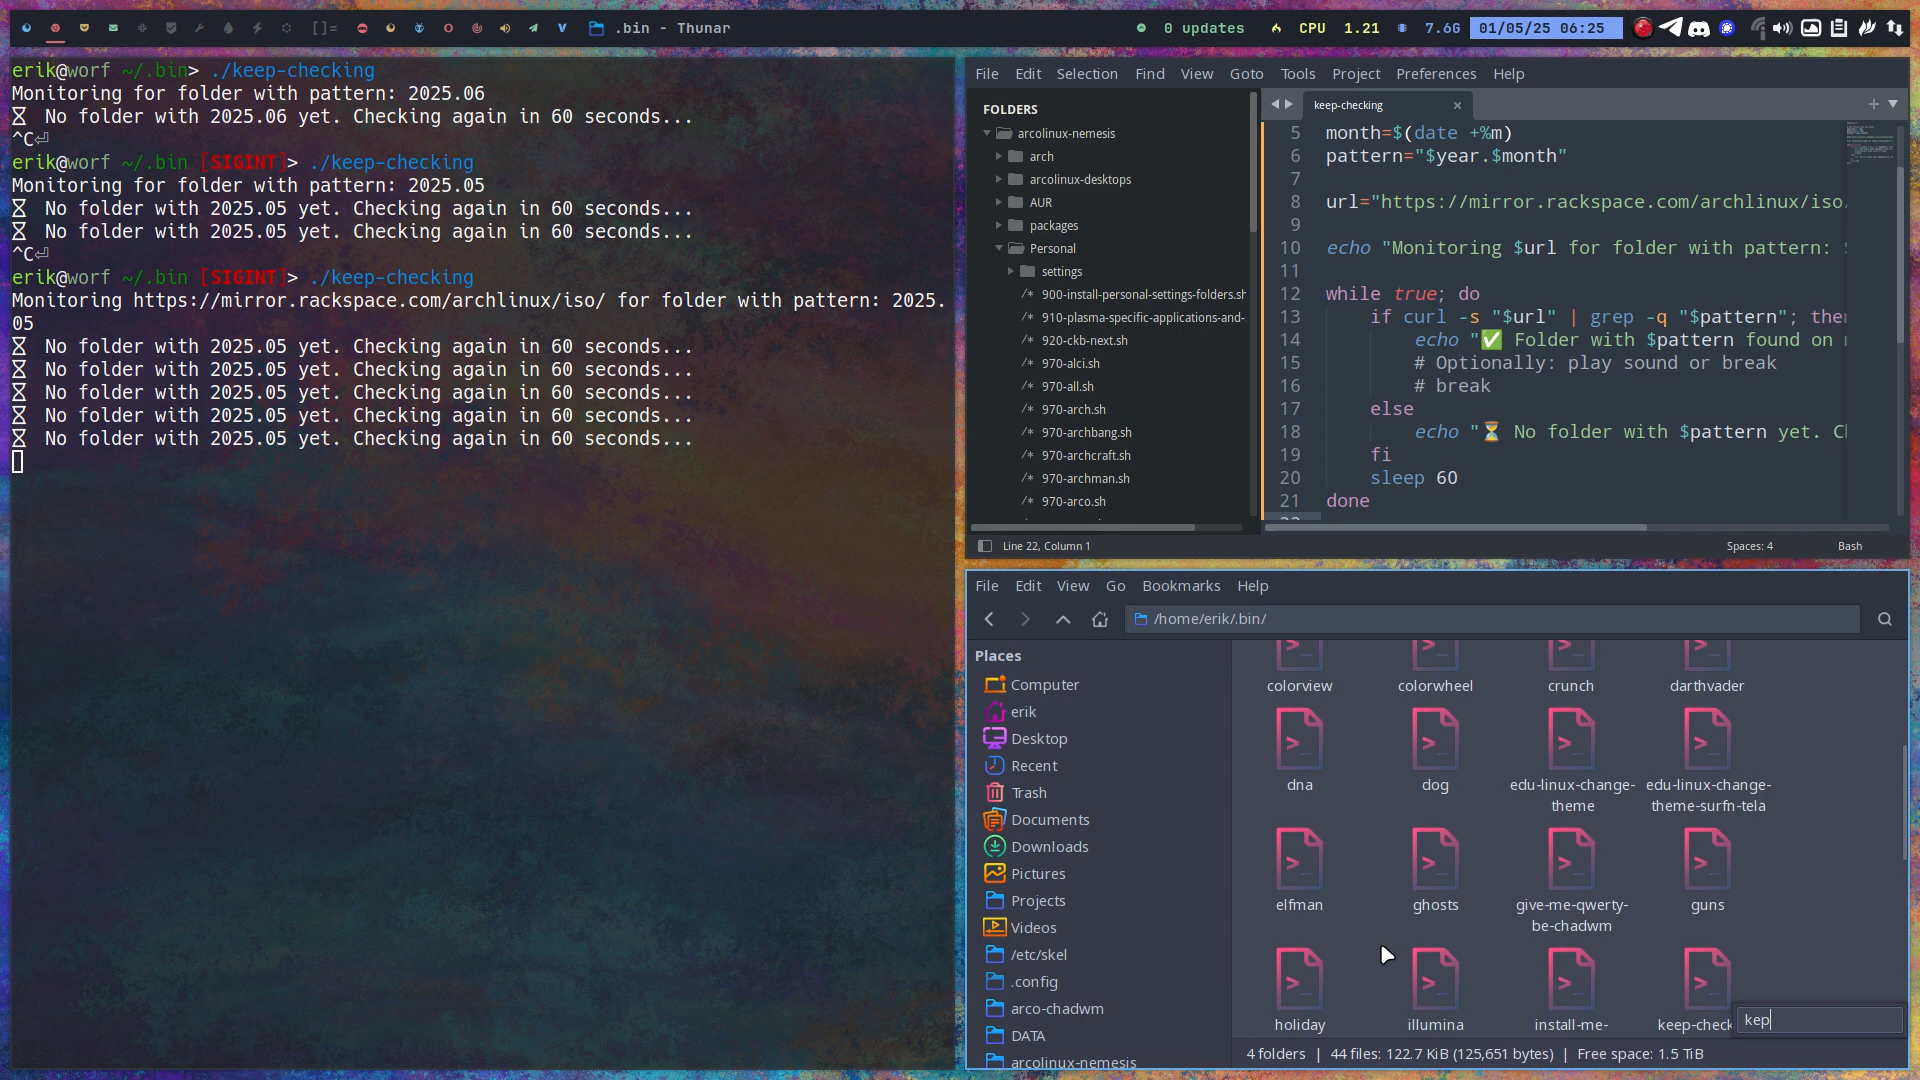 []= .bin - Thunar 0 updates CPU 1.21 7.6G 01/05/25 06:25
erik@worf ~/.bin> ./keep-checking
Monitoring for folder with pattern: 2025.06
⏳ No folder with 2025.06 yet. Checking again in 60 seconds...
^C⏎
erik@worf ~/.bin [SIGINT]> ./keep-checking
Monitoring for folder with pattern: 2025.05
⏳ No folder with 2025.05 yet. Checking again in 60 seconds...
⏳ No folder with 2025.05 yet. Checking again in 60 seconds...
^C⏎
erik@worf ~/.bin [SIGINT]> ./keep-checking
Monitoring https://mirror.rackspace.com/archlinux/iso/ for folder with pattern: 2025.
05
⏳ No folder with 2025.05 yet. Checking again in 60 seconds...
⏳ No folder with 2025.05 yet. Checking again in 60 seconds...
⏳ No folder with 2025.05 yet. Checking again in 60 seconds...
⏳ No folder with 2025.05 yet. Checking again in 60 seconds...
⏳ No folder with 2025.05 yet. Checking again in 60 seconds...
File Edit Selection Find View Goto Tools Project Preferences Help
FOLDERS
arcolinux-nemesis
arch
arcolinux-desktops
AUR
packages
Personal
settings
/* 900-install-personal-settings-folders.sh
/* 910-plasma-specific-applications-and-
/* 920-ckb-next.sh
/* 970-alci.sh
/* 970-all.sh
/* 970-arch.sh
/* 970-archbang.sh
/* 970-archcraft.sh
/* 970-archman.sh
/* 970-arco.sh
keep-checking ×
5 month=$(date +%m)
6 pattern="$year.$month"
7
8 url="https://mirror.rackspace.com/archlinux/iso.
9
10 echo "Monitoring $url for folder with pattern:
11
12 while true; do
13 if curl -s "$url" | grep -q "$pattern"; then
14 echo "✅ Folder with $pattern found on
15 # Optionally: play sound or break
16 # break
17 else
18 echo "⏳ No folder with $pattern yet. Ch
19 fi
20 sleep 60
21 done
22
Line 22, Column 1 Spaces: 4 Bash
File Edit View Go Bookmarks Help
/home/erik/.bin/
Places
Computer
erik
Desktop
Recent
Trash
Documents
Downloads
Pictures
Projects
Videos
/etc/skel
.config
arco-chadwm
DATA
arcolinux-nemesis
colorview colorwheel crunch darthvader
dna dog edu-linux-change-theme edu-linux-change-theme-surfn-tela
elfman ghosts give-me-qwerty-be-chadwm guns
holiday illumina install-me- keep-check
kep
4 folders | 44 files: 122.7 KiB (125,651 bytes) | Free space: 1.5 TiB